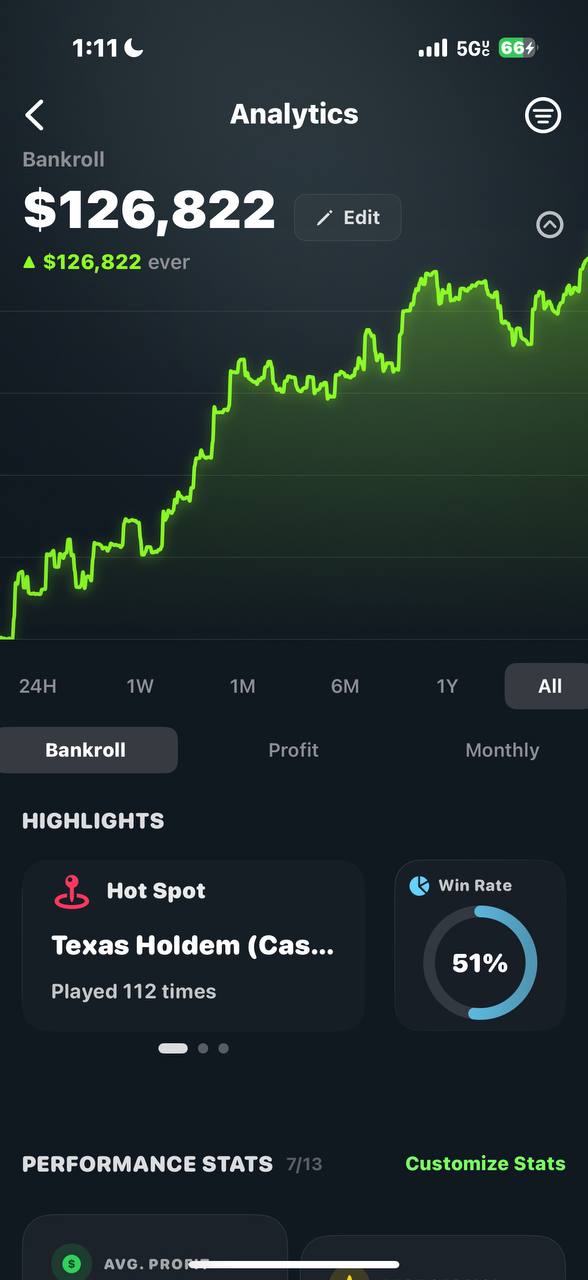 1:11
5G UC 66
Analytics
Bankroll
$126,822
Edit
$126,822 ever
24H 1W 1M 6M 1Y All
Bankroll Profit Monthly
HIGHLIGHTS
Hot Spot
Win Rate
Texas Holdem (Cas...
51%
Played 112 times
PERFORMANCE STATS 7/13 Customize Stats
AVG. PROFIT